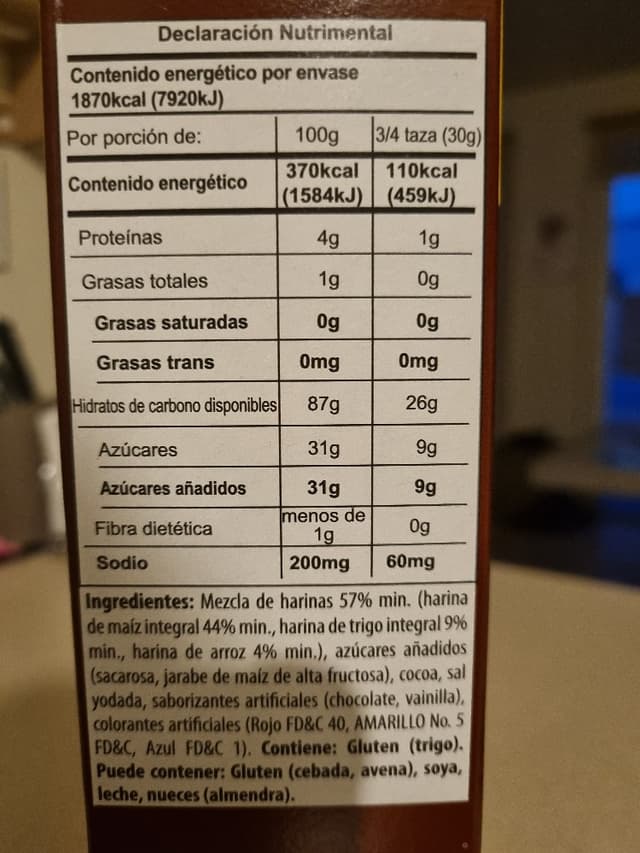 Declaración Nutrimental
Contenido energético por envase
1870kcal (7920kJ)
Por porción de: 100g 3/4 taza (30g)
Contenido energético 370kcal (1584kJ) 110kcal (459kJ)
Proteínas 4g 1g
Grasas totales 1g 0g
Grasas saturadas 0g 0g
Grasas trans 0mg 0mg
Hidratos de carbono disponibles 87g 26g
Azúcares 31g 9g
Azúcares añadidos 31g 9g
Fibra dietética menos de 1g 0g
Sodio 200mg 60mg
Ingredientes: Mezcla de harinas 57% min. (harina
de maíz integral 44% min., harina de trigo integral 9%
min., harina de arroz 4% min.), azúcares añadidos
(sacarosa, jarabe de maíz de alta fructosa), cocoa, sal
yodada, saborizantes artificiales (chocolate, vainilla),
colorantes artificiales (Rojo FD&C 40, AMARILLO No. 5
FD&C, Azul FD&C 1). Contiene: Gluten (trigo).
Puede contener: Gluten (cebada, avena), soya,
leche, nueces (almendra).